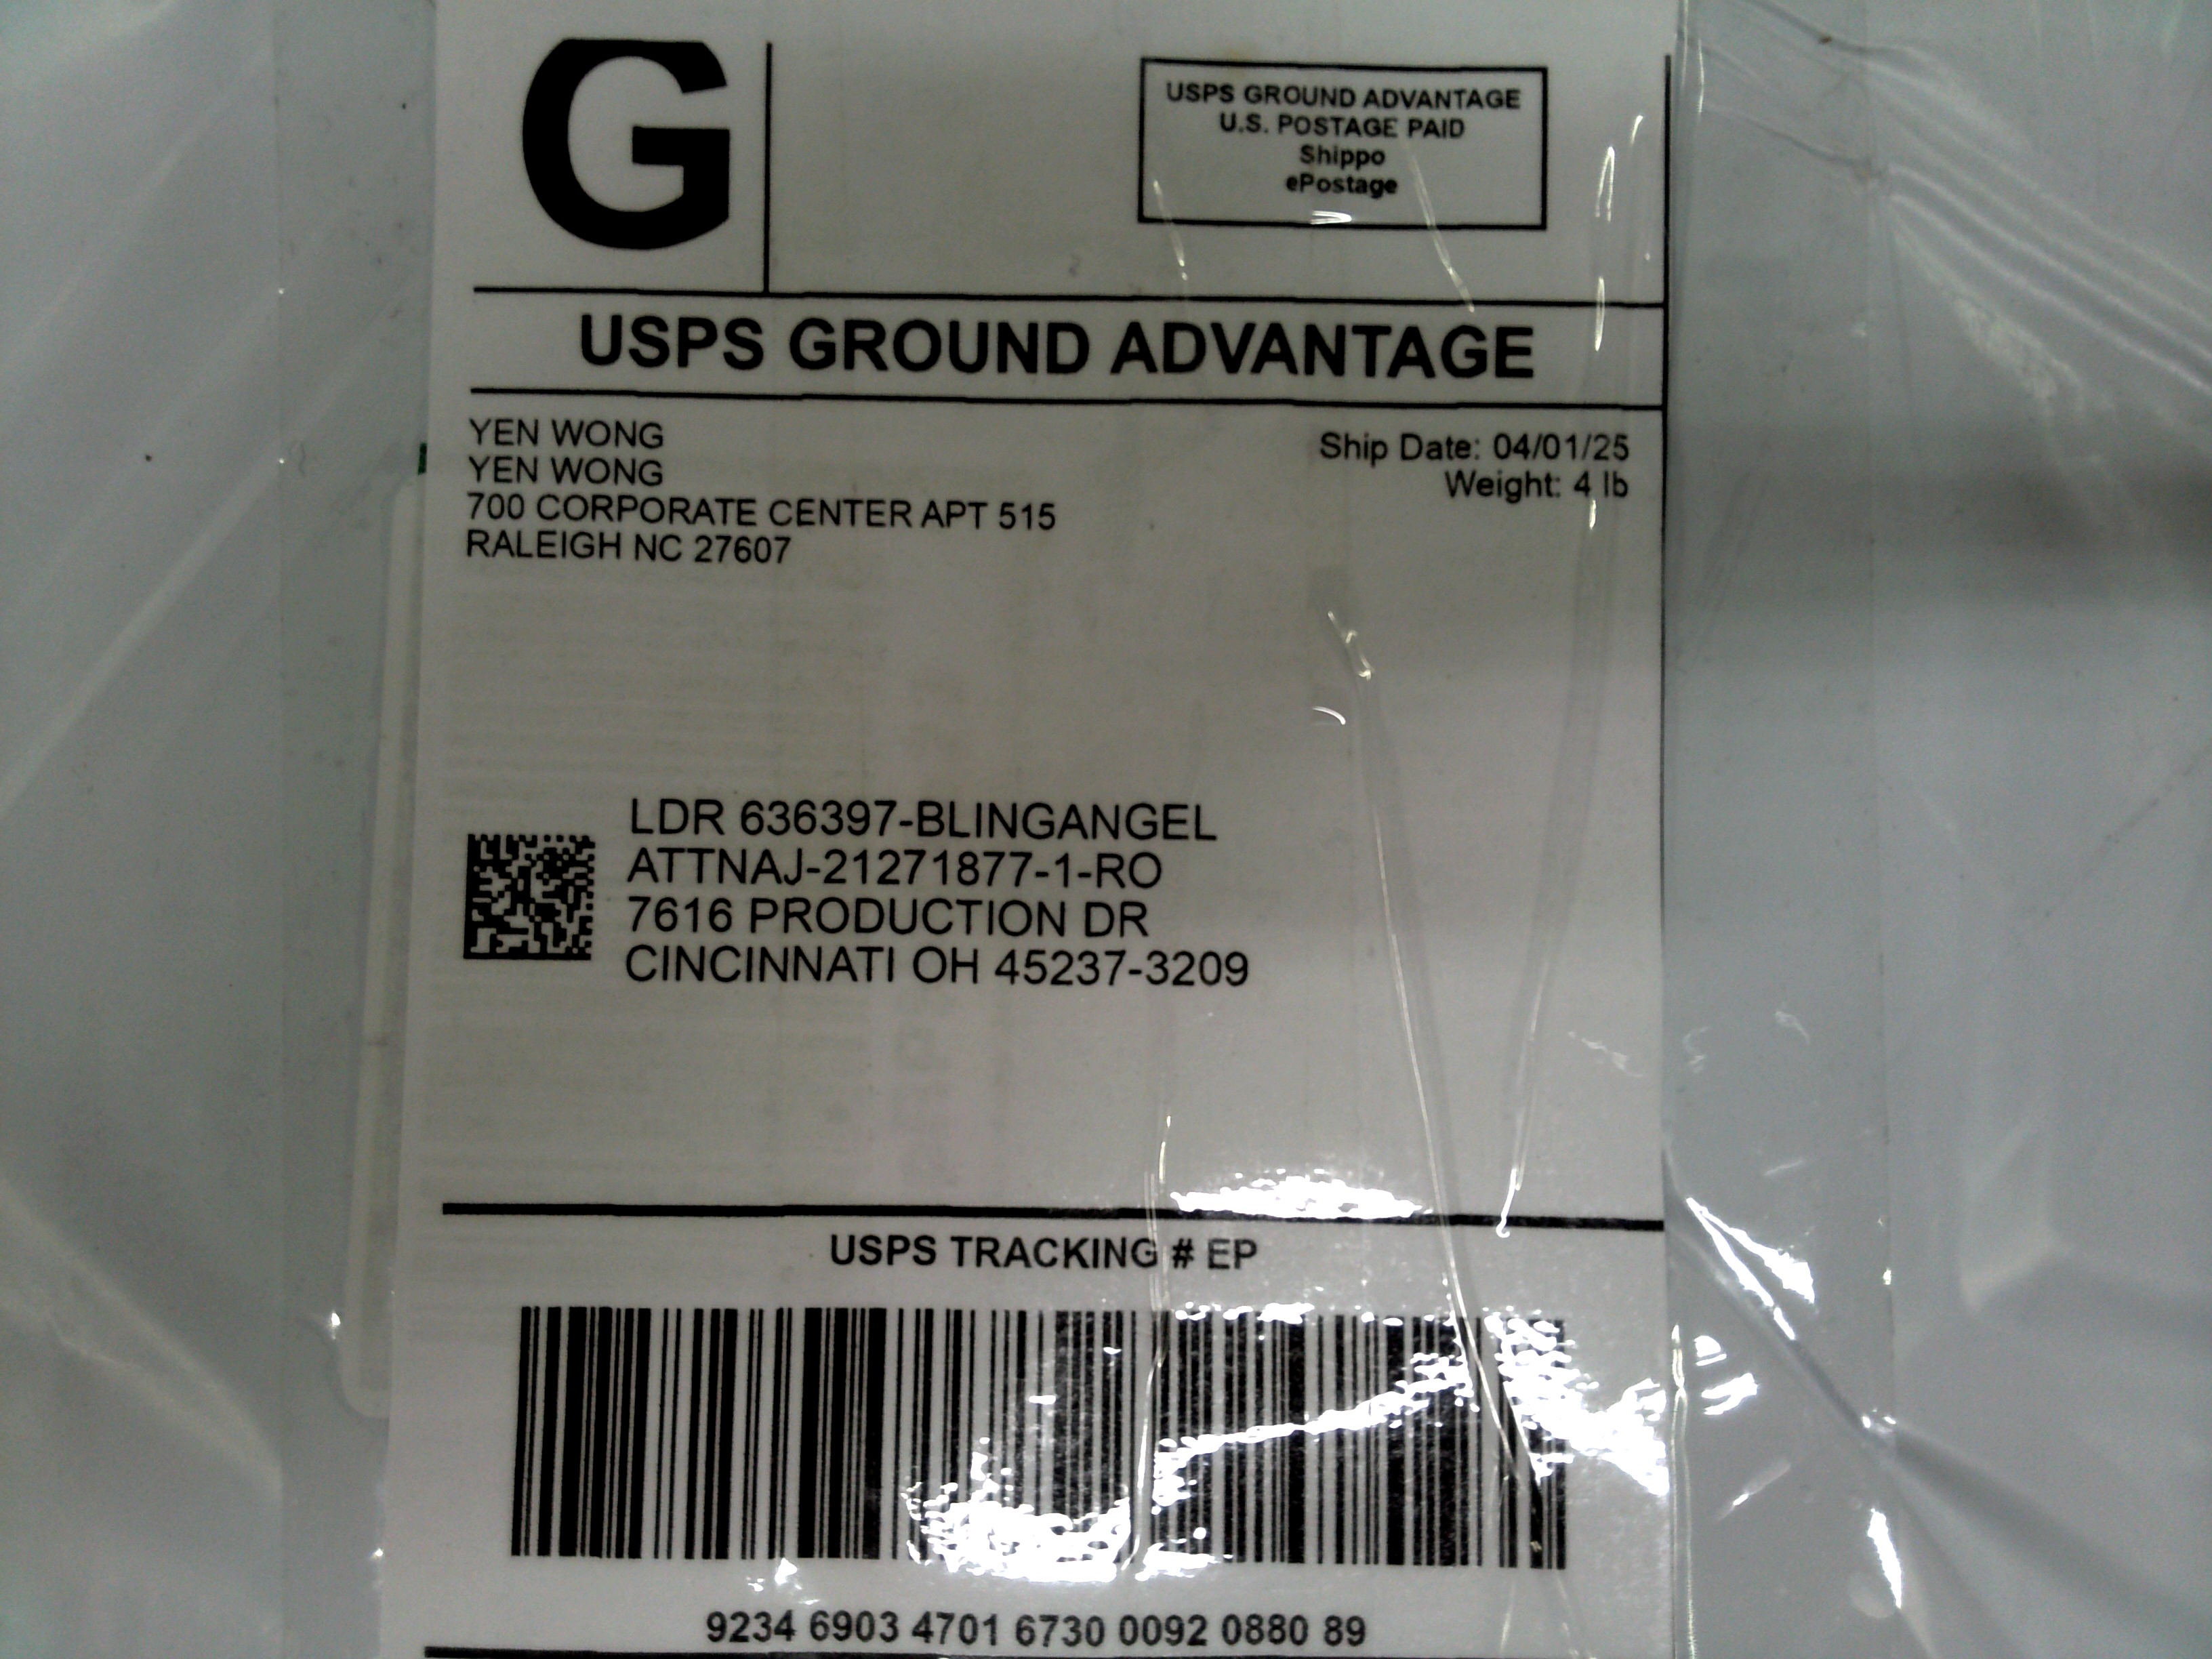 G
USPS GROUND ADVANTAGE
U.S. POSTAGE PAID
Shippo
ePostage
USPS GROUND ADVANTAGE
YEN WONG
YEN WONG
700 CORPORATE CENTER APT 515
RALEIGH NC 27607
Ship Date: 04/01/25
Weight: 4 lb
LDR 636397-BLINGANGEL
ATTNAJ-21271877-1-RO
7616 PRODUCTION DR
CINCINNATI OH 45237-3209
USPS TRACKING # EP
9234 6903 4701 6730 0092 0880 89